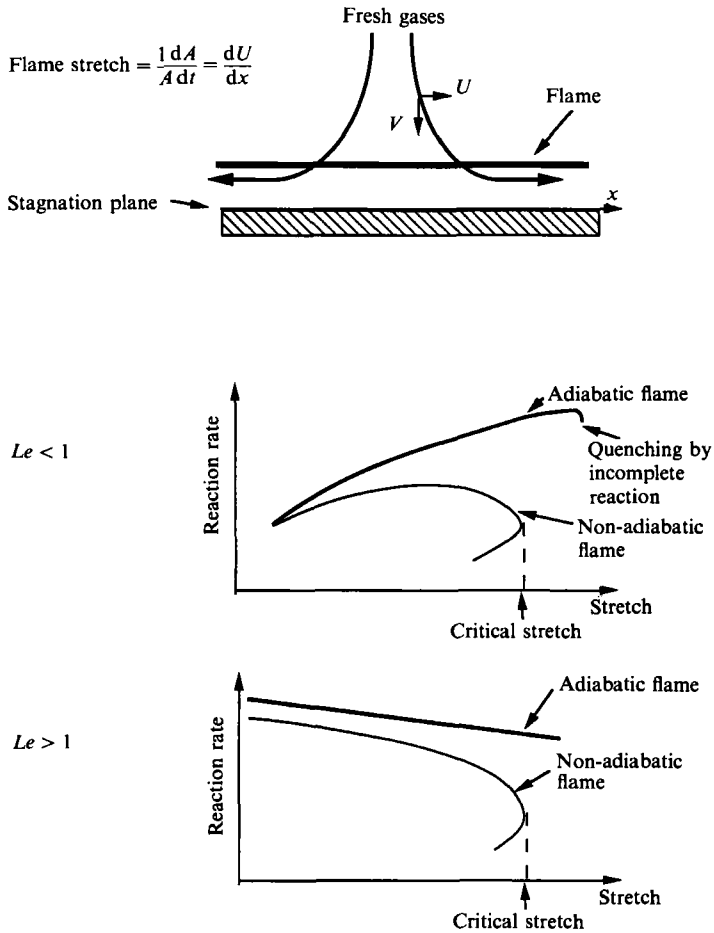 Fresh gases
Flame stretch = 1 dA / A dt = dU / dx
U
V
Flame
Stagnation plane
x
Le < 1
Reaction rate
Adiabatic flame
Quenching by
incomplete
reaction
Non-adiabatic
flame
Stretch
Critical stretch
Le > 1
Reaction rate
Adiabatic flame
Non-adiabatic
flame
Stretch
Critical stretch